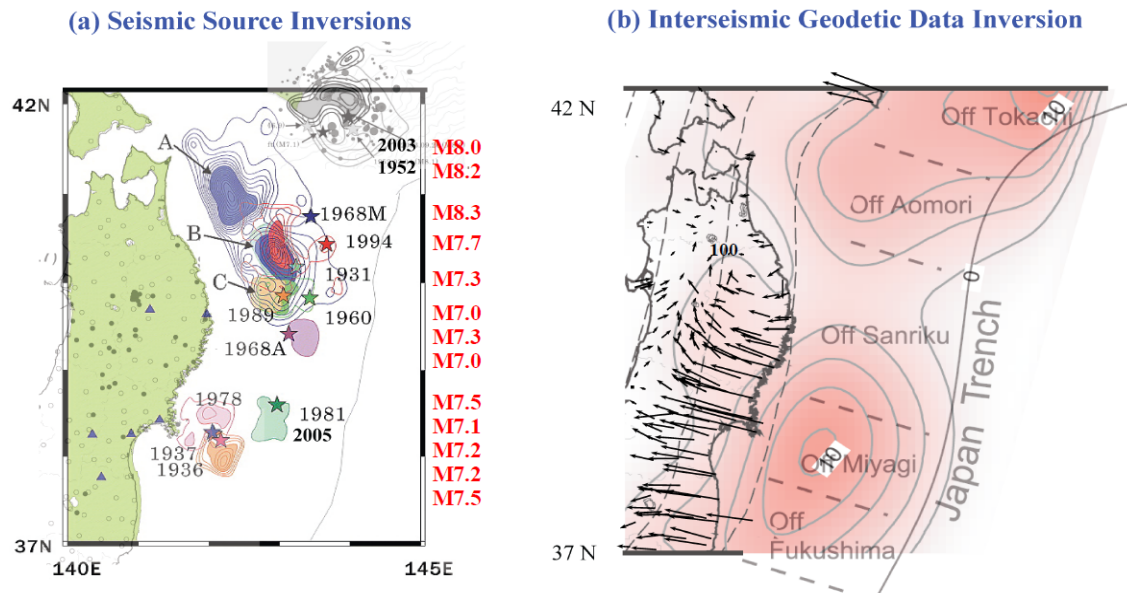 (a) Seismic Source Inversions
(b) Interseismic Geodetic Data Inversion
42 N
A
2003
1952
M8.0
M8.2
1968M
M8.3
B
1994
M7.7
1931
M7.3
C
1989
1960
M7.0
1968A
M7.3
M7.0
1978
1981
M7.5
2005
M7.1
1937
1936
M7.2
M7.2
M7.5
37N
140E
145E
42 N
10
Off Tokachi
Off Aomori
100
0
Off Sanriku
Japan Trench
10
Miyagi
Off
Fukushima
37 N